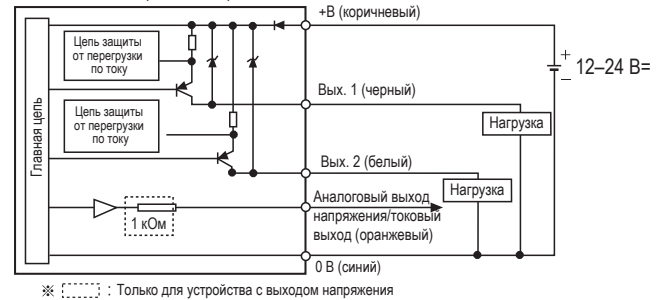 +В (коричневый)
Цепь защиты
от перегрузки
по току
12–24 В=
Вых. 1 (черный)
Цепь защиты
от перегрузки
по току
Нагрузка
Главная цепь
Вых. 2 (белый)
Нагрузка
Аналоговый выход
напряжения/токовый
выход (оранжевый)
1 кОм
0 В (синий)
※ : Только для устройства с выходом напряжения